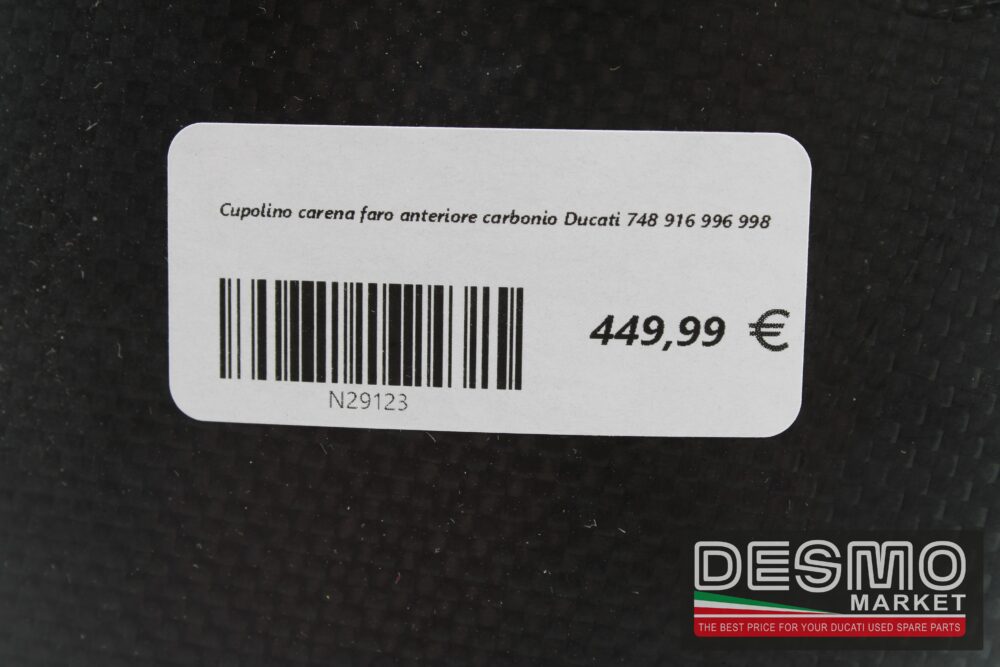 Cupolino carena faro anteriore carbonio Ducati 748 916 996 998
449,99 €
N29123
DESMO
MARKET
THE BEST PRICE FOR YOUR DUCATI USED SPARE PARTS